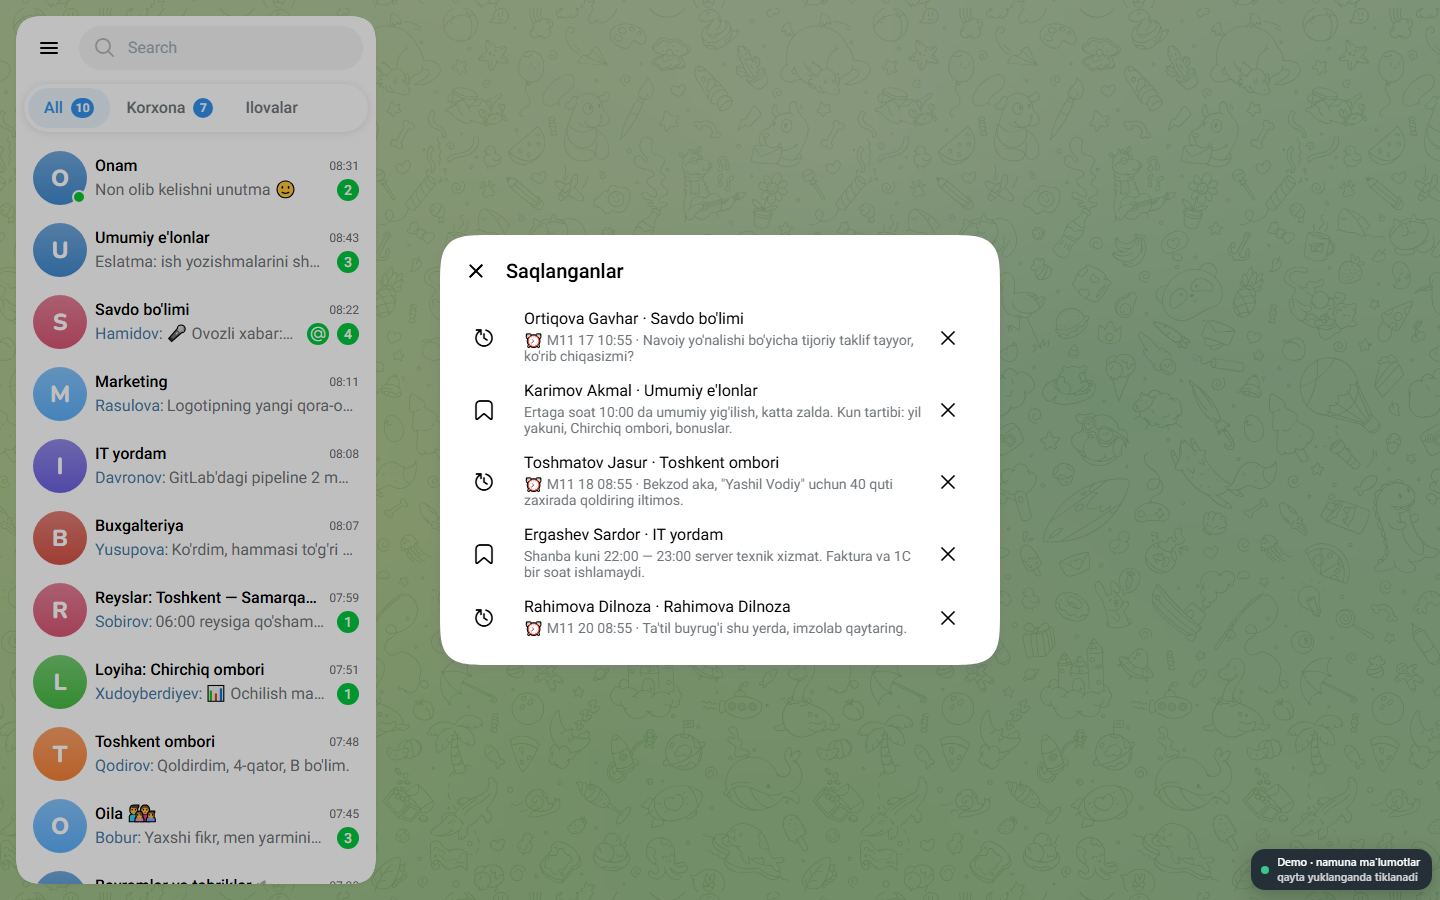 Search
All 10
Korxona 7
Ilovalar
O
Onam
08:31
Non olib kelishni unutma 🙂
2
U
Umumiy e'lonlar
08:43
Eslatma: ish yozishmalarini sh...
3
S
Savdo bo'limi
08:22
Hamidov: 🎤 Ovozli xabar:...
@ 4
M
Marketing
08:11
Rasulova: Logotipning yangi qora-o...
I
IT yordam
08:08
Davronov: GitLab'dagi pipeline 2 m...
B
Buxgalteriya
08:07
Yusupova: Ko'rdim, hammasi to'g'ri ...
R
Reyslar: Toshkent — Samarqa...
07:59
Sobirov: 06:00 reysiga qo'sham...
1
L
Loyiha: Chirchiq ombori
07:51
Xudoyberdiyev: 📊 Ochilish ma...
1
T
Toshkent ombori
07:48
Qodirov: Qoldirdim, 4-qator, B bo'lim.
O
Oila 👨‍👩‍👧
07:45
Bobur: Yaxshi fikr, men yarmini...
3
Saqlanganlar
Ortiqova Gavhar · Savdo bo'limi
⏰ M11 17 10:55 · Navoiy yo'nalishi bo'yicha tijoriy taklif tayyor,
ko'rib chiqasizmi?
Karimov Akmal · Umumiy e'lonlar
Ertaga soat 10:00 da umumiy yig'ilish, katta zalda. Kun tartibi: yil
yakuni, Chirchiq ombori, bonuslar.
Toshmatov Jasur · Toshkent ombori
⏰ M11 18 08:55 · Bekzod aka, "Yashil Vodiy" uchun 40 quti
zaxirada qoldiring iltimos.
Ergashev Sardor · IT yordam
Shanba kuni 22:00 — 23:00 server texnik xizmat. Faktura va 1C
bir soat ishlamaydi.
Rahimova Dilnoza · Rahimova Dilnoza
⏰ M11 20 08:55 · Ta'til buyrug'i shu yerda, imzolab qaytaring.
Demo · namuna ma'lumotlar
qayta yuklanganda tiklanadi